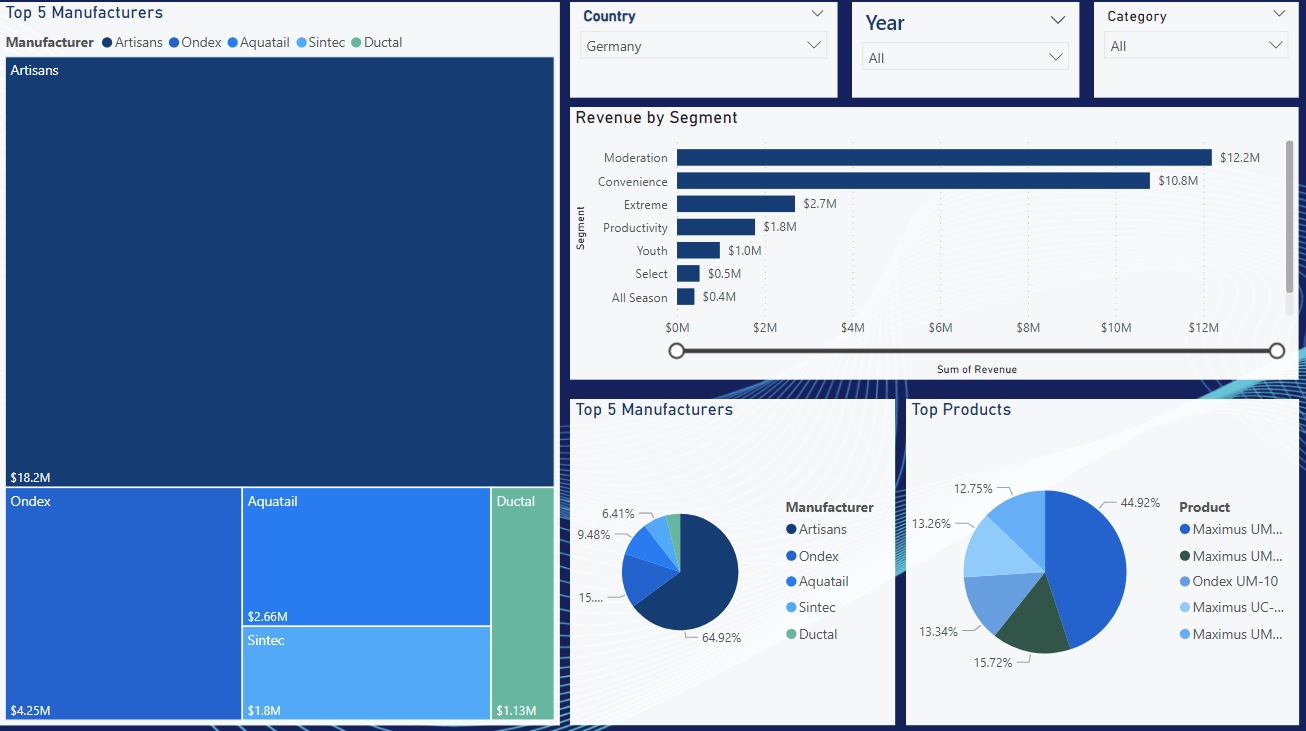 Top 5 Manufacturers
Manufacturer Artisans Ondex Aquatail Sintec Ductal
Artisans
$18.2M
Ondex
$4.25M
Aquatail
$2.66M
Sintec
$1.8M
Ductal
$1.13M
Country
Germany
Year
All
Category
All
Revenue by Segment
Segment
Moderation $12.2M
Convenience $10.8M
Extreme $2.7M
Productivity $1.8M
Youth $1.0M
Select $0.5M
All Season $0.4M
$0M $2M $4M $6M $8M $10M $12M
Sum of Revenue
Top 5 Manufacturers
6.41%
9.48%
15....
64.92%
Manufacturer
Artisans
Ondex
Aquatail
Sintec
Ductal
Top Products
12.75%
44.92%
13.26%
13.34%
15.72%
Product
Maximus UM...
Maximus UM...
Ondex UM-10
Maximus UC-...
Maximus UM...